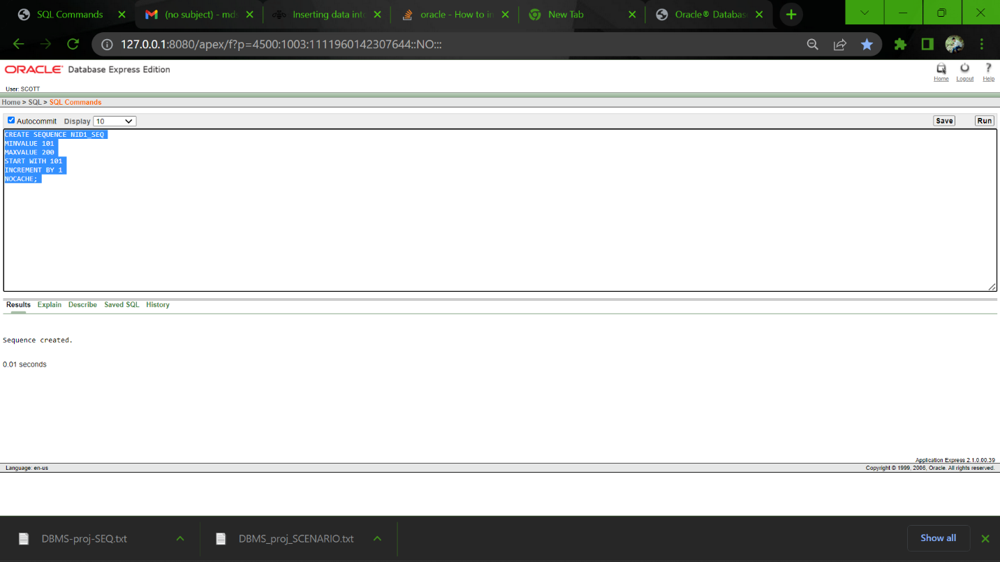 SQL Commands
(no subject) - mds
Inserting data into
oracle - How to in
New Tab
Oracle® Database
127.0.0.1:8080/apex/f?p=4500:1003:1111960142307644::NO:::
ORACLE® Database Express Edition
Home Logout Help
User: SCOTT
Home > SQL > SQL Commands
Autocommit Display 10 Save Run
CREATE SEQUENCE NID1_SEQ
MINVALUE 101
MAXVALUE 200
START WITH 101
INCREMENT BY 1
NOCACHE;
Results Explain Describe Saved SQL History
Sequence created.
0.01 seconds
Application Express 2.1.0.00.39
Language: en-us Copyright © 1999, 2006, Oracle. All rights reserved.
DBMS-proj-SEQ.txt DBMS_proj_SCENARIO.txt Show all